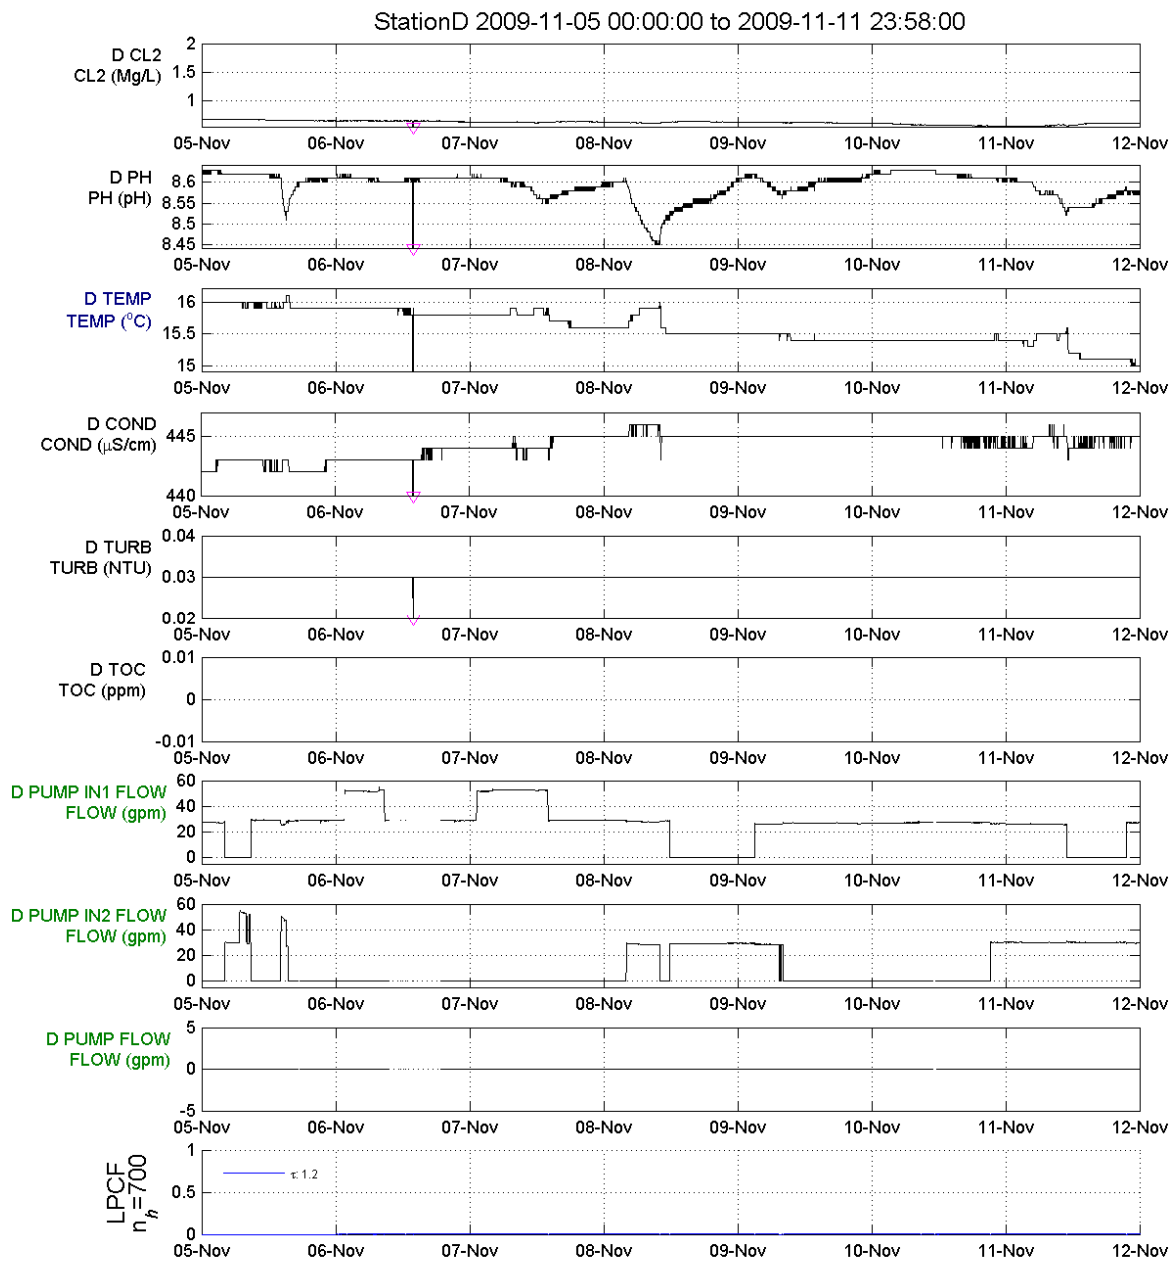 StationD 2009-11-05 00:00:00 to 2009-11-11 23:58:00
D CL2
CL2 (Mg/L)
2
1.5
1
05-Nov 06-Nov 07-Nov 08-Nov 09-Nov 10-Nov 11-Nov 12-Nov
D PH
PH (pH)
8.6
8.55
8.5
8.45
05-Nov 06-Nov 07-Nov 08-Nov 09-Nov 10-Nov 11-Nov 12-Nov
D TEMP
TEMP (°C)
16
15.5
15
05-Nov 06-Nov 07-Nov 08-Nov 09-Nov 10-Nov 11-Nov 12-Nov
D COND
COND (μS/cm)
445
440
05-Nov 06-Nov 07-Nov 08-Nov 09-Nov 10-Nov 11-Nov 12-Nov
D TURB
TURB (NTU)
0.04
0.03
0.02
05-Nov 06-Nov 07-Nov 08-Nov 09-Nov 10-Nov 11-Nov 12-Nov
D TOC
TOC (ppm)
0.01
0
-0.01
05-Nov 06-Nov 07-Nov 08-Nov 09-Nov 10-Nov 11-Nov 12-Nov
D PUMP IN1 FLOW
FLOW (gpm)
60
40
20
0
05-Nov 06-Nov 07-Nov 08-Nov 09-Nov 10-Nov 11-Nov 12-Nov
D PUMP IN2 FLOW
FLOW (gpm)
60
40
20
0
05-Nov 06-Nov 07-Nov 08-Nov 09-Nov 10-Nov 11-Nov 12-Nov
D PUMP FLOW
FLOW (gpm)
5
0
-5
05-Nov 06-Nov 07-Nov 08-Nov 09-Nov 10-Nov 11-Nov 12-Nov
LPCF
n_h=700
1
0.5
0
τ: 1.2
05-Nov 06-Nov 07-Nov 08-Nov 09-Nov 10-Nov 11-Nov 12-Nov